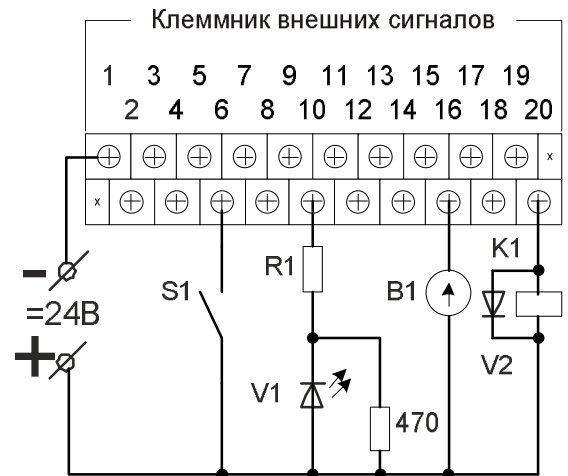 Клеммник внешних сигналов
1 3 5 7 9 11 13 15 17 19
2 4 6 8 10 12 14 16 18 20
x
x
K1
R1
-
S1
B1
=24В
+
V2
V1
470